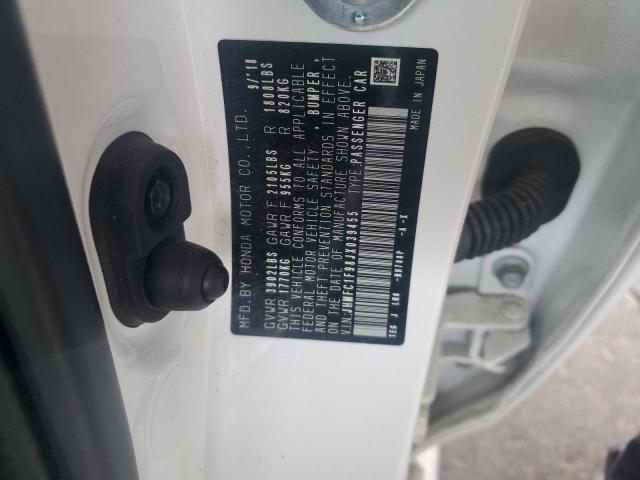 MFD. BY HONDA MOTOR CO.,LTD. 9/'18
GVWR 3902LBS GAWR F 2105LBS R 1808LBS
GVWR 1770KG GAWR F 955KG R 820KG
THIS VEHICLE CONFORMS TO ALL APPLICABLE
FEDERAL MOTOR VEHICLE SAFETY , BUMPER ,
AND THEFT PREVENTION STANDARDS IN EFFECT
ON THE DATE OF MANUFACTURE SHOWN ABOVE.
V.I.N: JHMFC1F98JX039455 TYPE: PASSENGER CAR
MADE IN JAPAN
TEG J -A -X